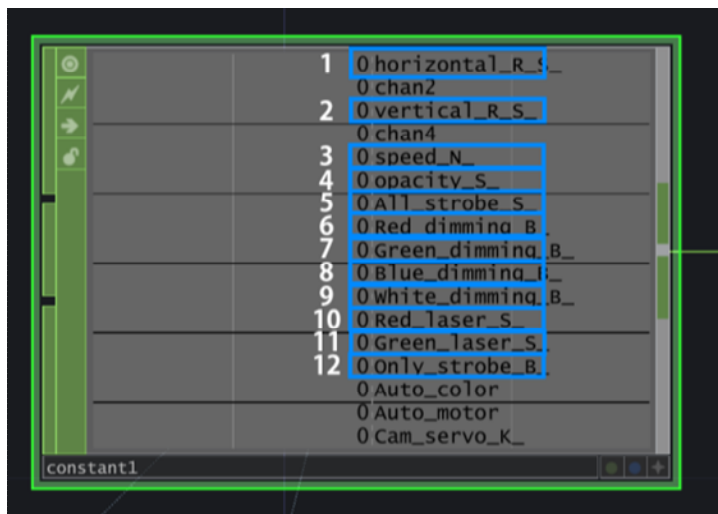 1 0 horizontal_R_S_
0 chan2
2 0 vertical_R_S_
0 chan4
3 0 speed_N_
4 0 opacity_S_
5 0 All_strobe_S_
6 0 Red_dimming_B_
7 0 Green_dimming_B_
8 0 Blue_dimming_B_
9 0 White_dimming_B_
10 0 Red_laser_S_
11 0 Green_laser_S_
12 0 Only_strobe_B_
0 Auto_color
0 Auto_motor
0 Cam_servo_K_
constant1